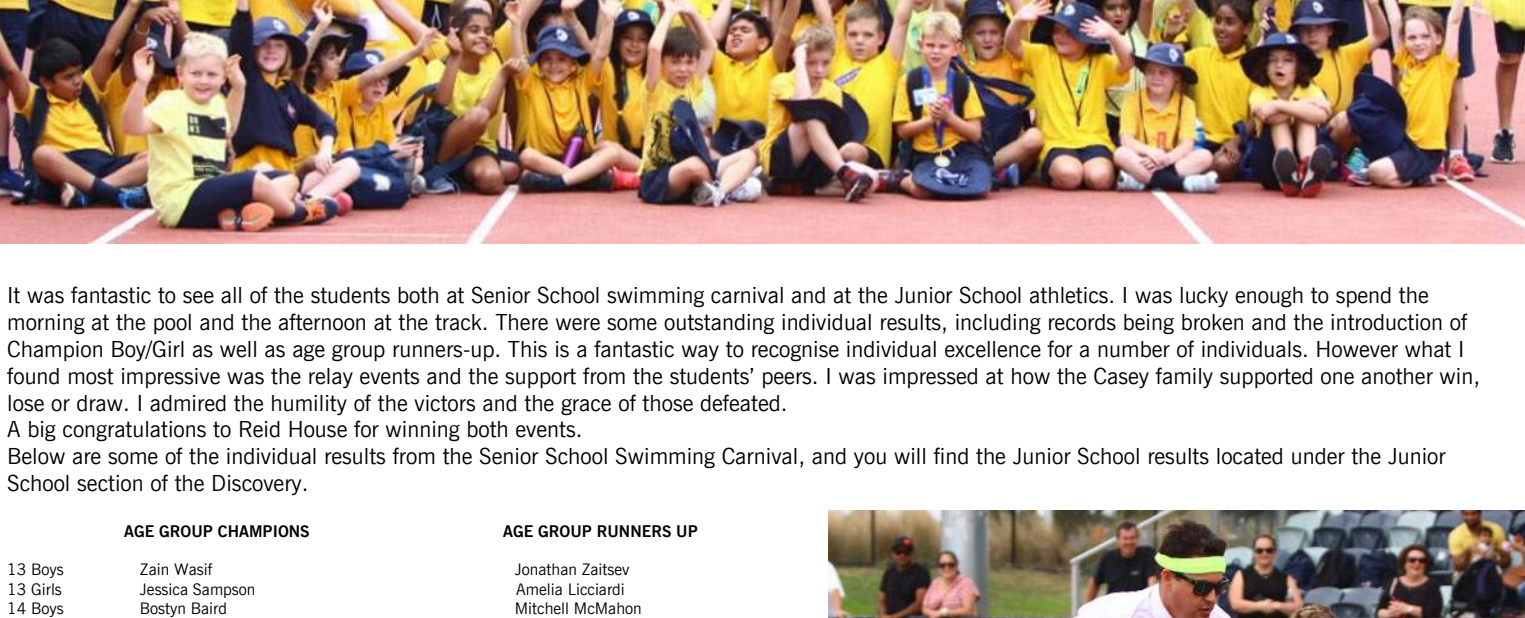 It was fantastic to see all of the students both at Senior School swimming carnival and at the Junior School athletics. I was lucky enough to spend the
morning at the pool and the afternoon at the track. There were some outstanding individual results, including records being broken and the introduction of
Champion Boy/Girl as well as age group runners-up. This is a fantastic way to recognise individual excellence for a number of individuals. However what I
found most impressive was the relay events and the support from the students’ peers. I was impressed at how the Casey family supported one another win,
lose or draw. I admired the humility of the victors and the grace of those defeated.
A big congratulations to Reid House for winning both events.
Below are some of the individual results from the Senior School Swimming Carnival, and you will find the Junior School results located under the Junior
School section of the Discovery.
AGE GROUP CHAMPIONS AGE GROUP RUNNERS UP
13 Boys Zain Wasif Jonathan Zaitsev
13 Girls Jessica Sampson Amelia Licciardi
14 Boys Bostyn Baird Mitchell McMahon